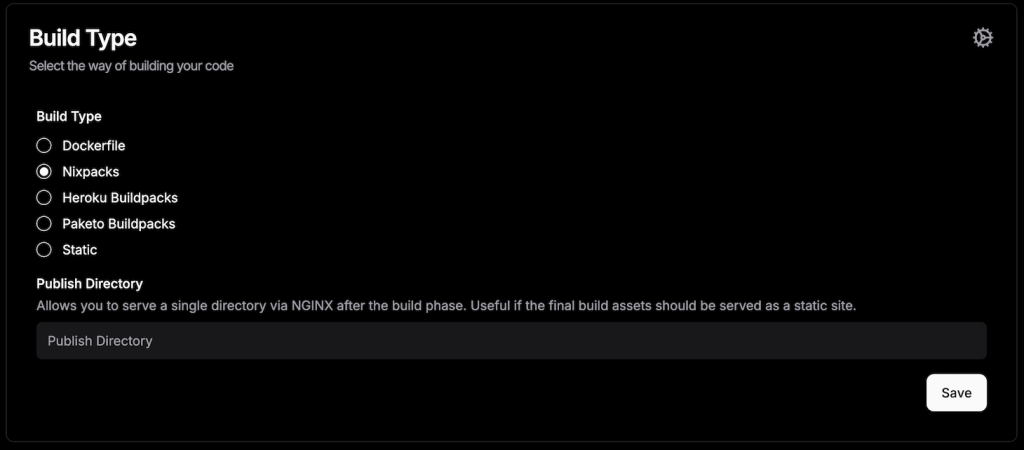 Build Type
Select the way of building your code
Build Type
Dockerfile
Nixpacks
Heroku Buildpacks
Paketo Buildpacks
Static
Publish Directory
Allows you to serve a single directory via NGINX after the build phase. Useful if the final build assets should be served as a static site.
Publish Directory
Save